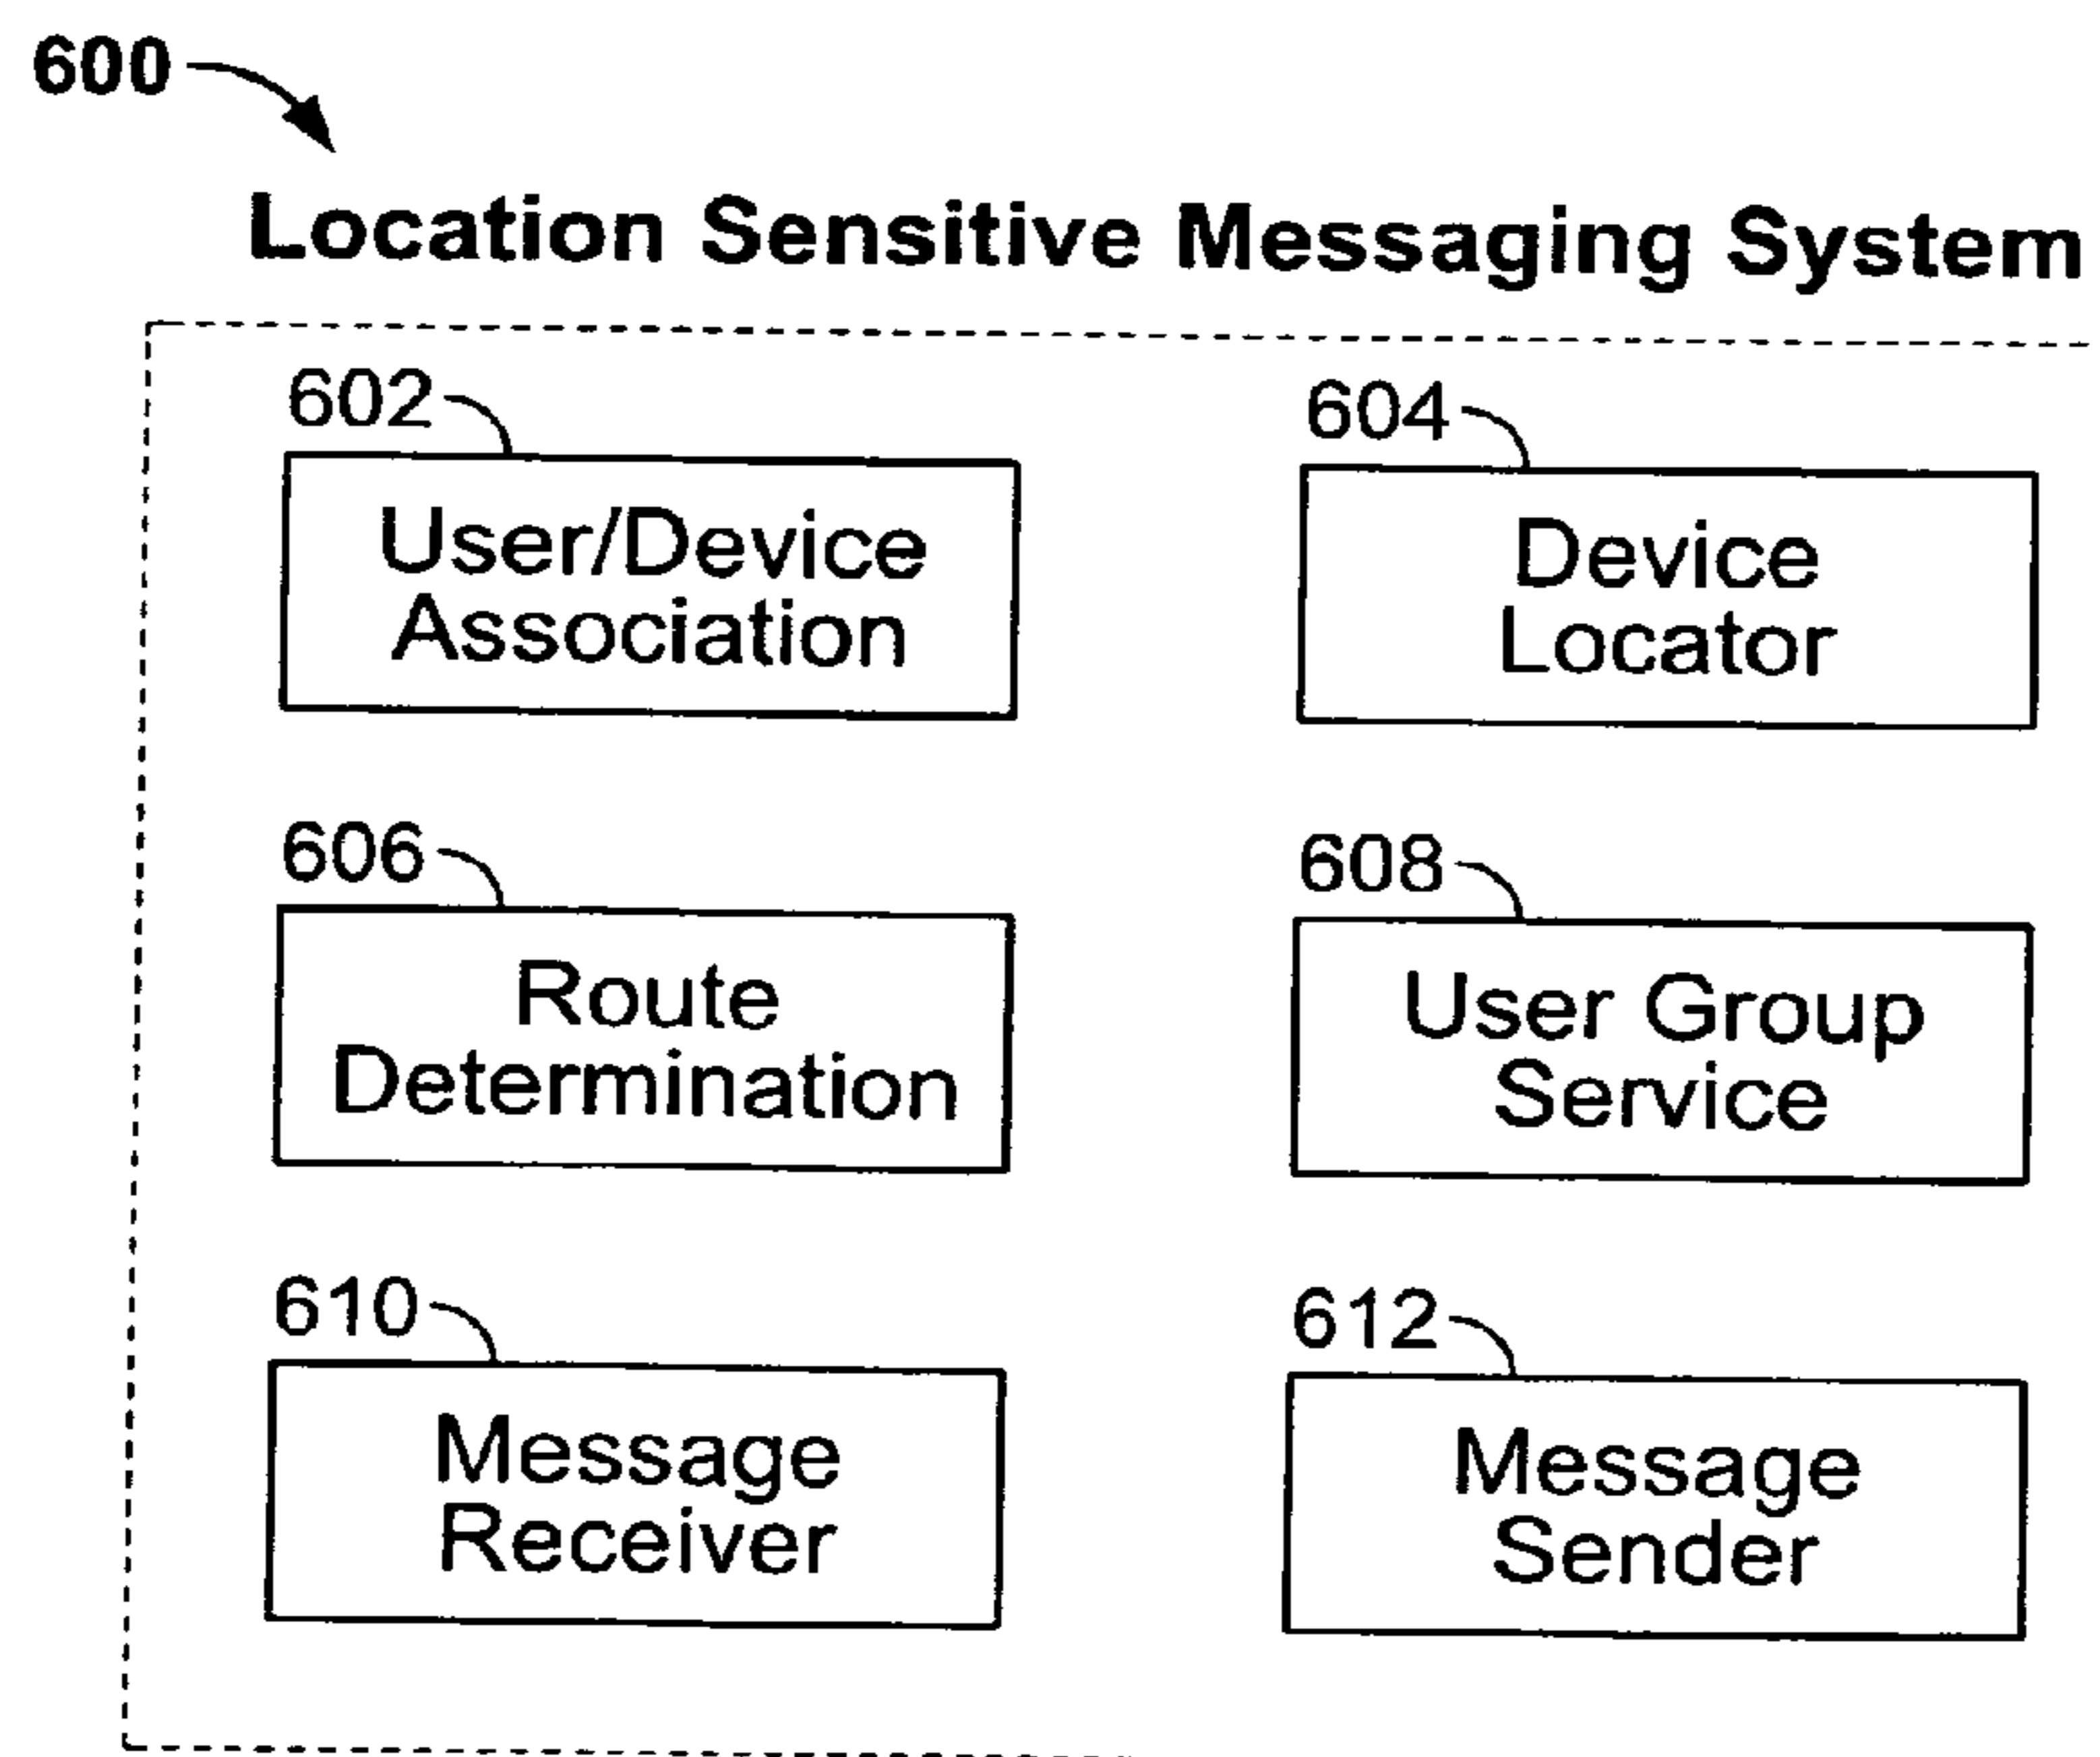 600
Location Sensitive Messaging System
602
User/Device
Association
604
Device
Locator
606
Route
Determination
608
User Group
Service
610
Message
Receiver
612
Message
Sender